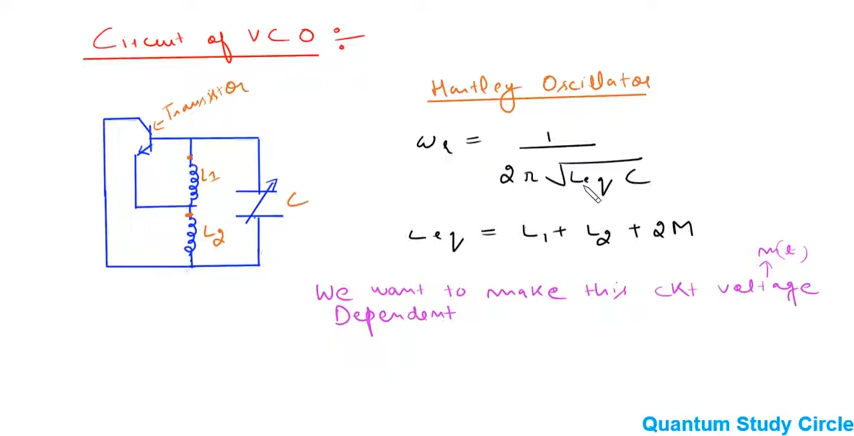 Circuit of VCO ÷
Transistor
L1
L2
C
Hartley Oscillator
ωr = 1 / 2π √Leq C
Leq = L1 + L2 + 2M
m(t)
We want to make this ckt voltage
Dependent
Quantum Study Circle